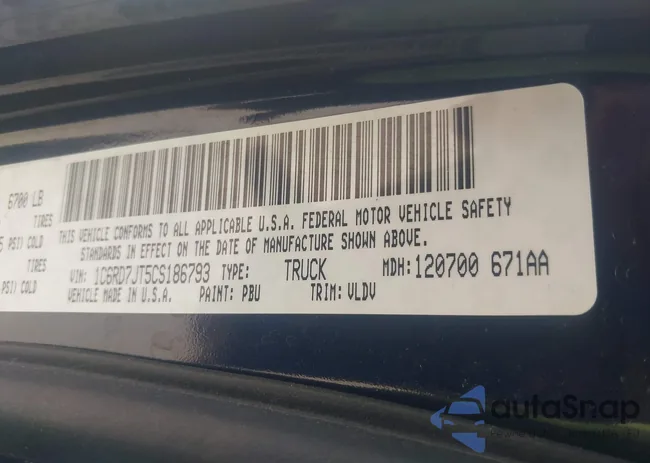 6700 LB
TIRES
5 PSI) COLD
TIRES
PSI) COLD
THIS VEHICLE CONFORMS TO ALL APPLICABLE U.S.A. FEDERAL MOTOR VEHICLE SAFETY
STANDARDS IN EFFECT ON THE DATE OF MANUFACTURE SHOWN ABOVE.
VIN: 1C6RD7JT5CS186793 TYPE: TRUCK MDH: 120700 671AA
VEHICLE MADE IN U.S.A. PAINT: PBU TRIM: VLDV
autoSnap